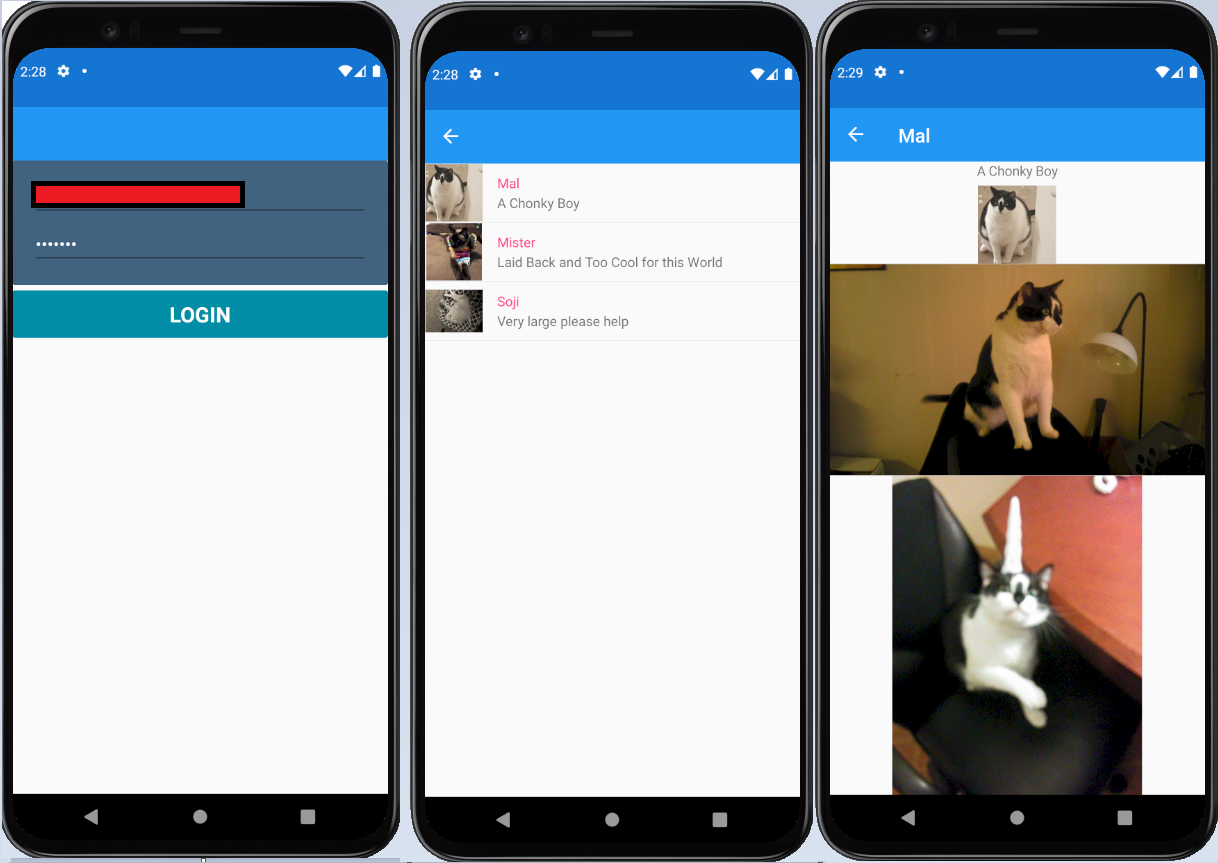 2:28
•••••••
LOGIN
2:28
Mal
A Chonky Boy
Mister
Laid Back and Too Cool for this World
Soji
Very large please help
2:29
Mal
A Chonky Boy